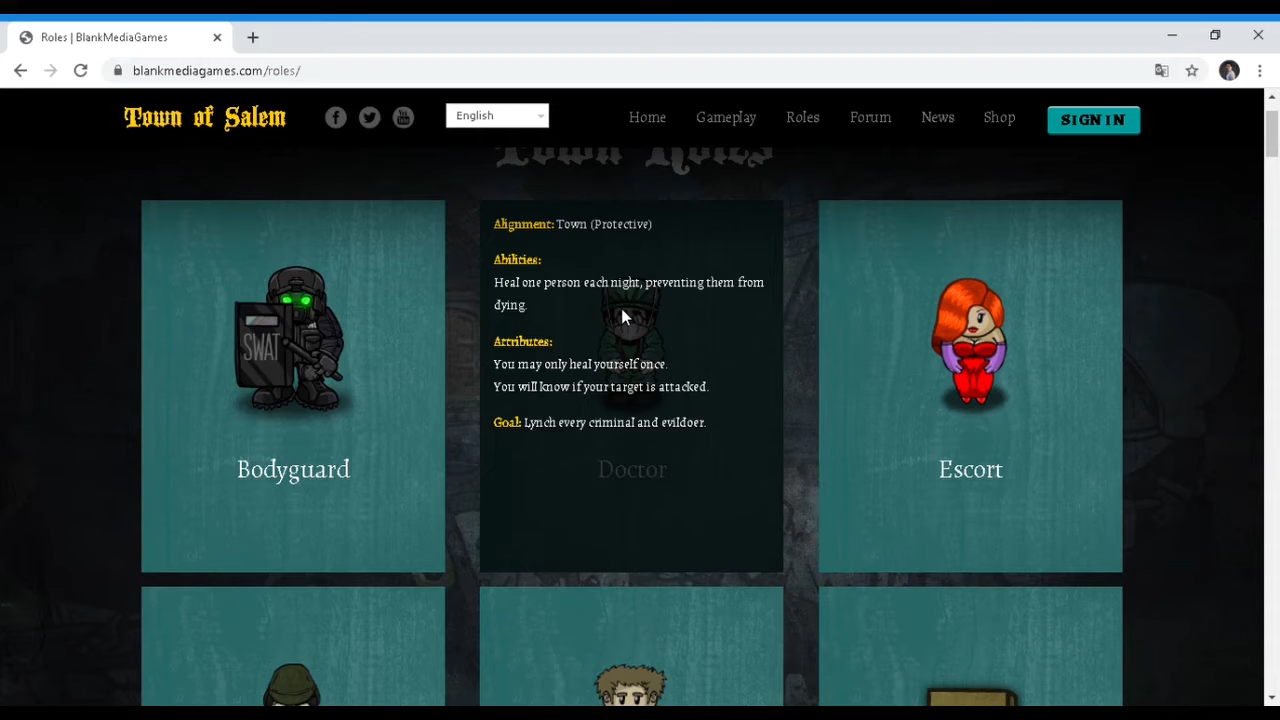 Roles | BlankMediaGames
blankmediagames.com/roles/
Town of Salem
English
Home
Gameplay
Roles
Forum
News
Shop
SIGN IN
Town Roles
SWAT
Bodyguard
Alignment: Town (Protective)
Abilities:
Heal one person each night, preventing them from
dying.
Attributes:
You may only heal yourself once.
You will know if your target is attacked.
Goal: Lynch every criminal and evildoer.
Doctor
Escort